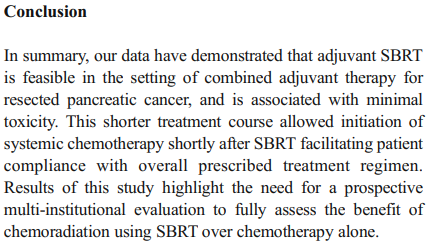 Conclusion
In summary, our data have demonstrated that adjuvant SBRT
is feasible in the setting of combined adjuvant therapy for
resected pancreatic cancer, and is associated with minimal
toxicity. This shorter treatment course allowed initiation of
systemic chemotherapy shortly after SBRT facilitating patient
compliance with overall prescribed treatment regimen.
Results of this study highlight the need for a prospective
multi-institutional evaluation to fully assess the benefit of
chemoradiation using SBRT over chemotherapy alone.